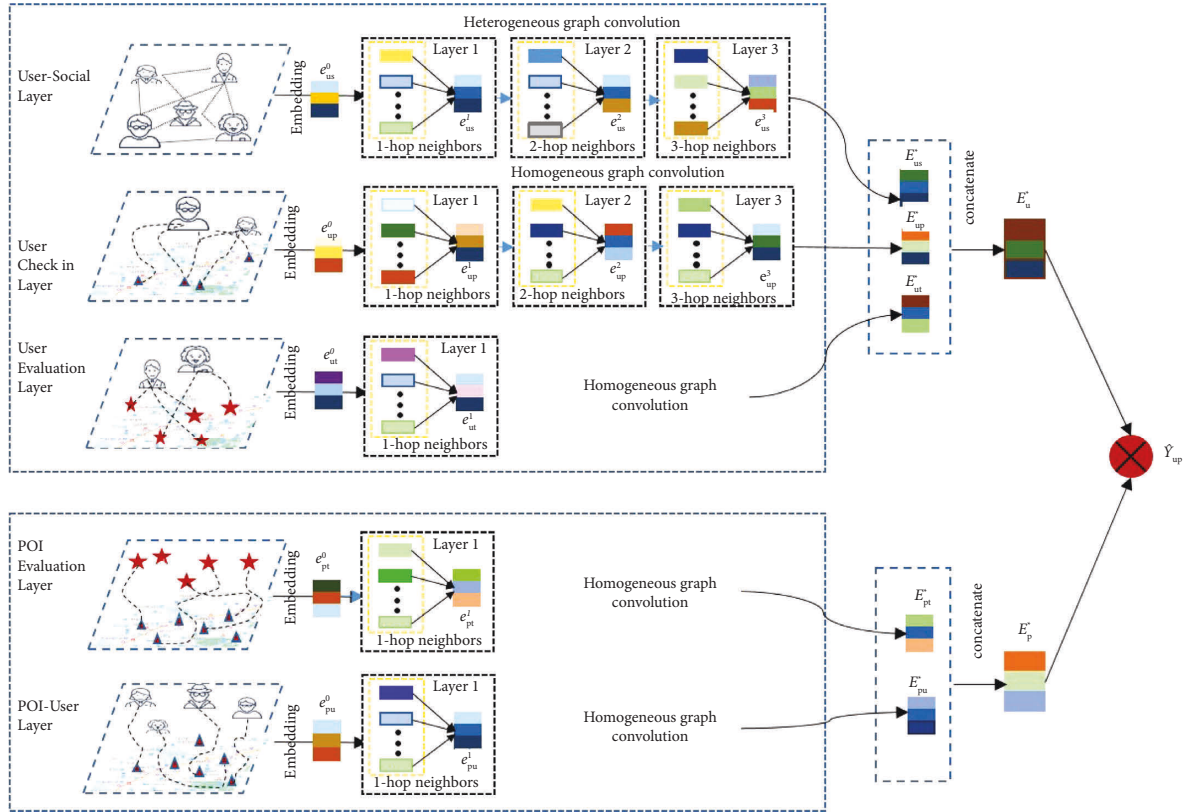 Heterogeneous graph convolution
User-Social
Layer
Embedding
e⁰us
Layer 1
e¹us
1-hop neighbors
Layer 2
e²us
2-hop neighbors
Layer 3
e³us
3-hop neighbors
Homogeneous graph convolution
User
Check in
Layer
Embedding
e⁰up
Layer 1
e¹up
1-hop neighbors
Layer 2
e²up
2-hop neighbors
Layer 3
e³up
3-hop neighbors
User
Evaluation
Layer
Embedding
e⁰ut
Layer 1
e¹ut
1-hop neighbors
Homogeneous graph
convolution
E*us
E*up
E*ut
concatenate
E*u
Ŷup
POI
Evaluation
Layer
Embedding
e⁰pt
Layer 1
e¹pt
1-hop neighbors
Homogeneous graph
convolution
POI-User
Layer
Embedding
e⁰pu
Layer 1
e¹pu
1-hop neighbors
Homogeneous graph
convolution
E*pt
E*pu
concatenate
E*p